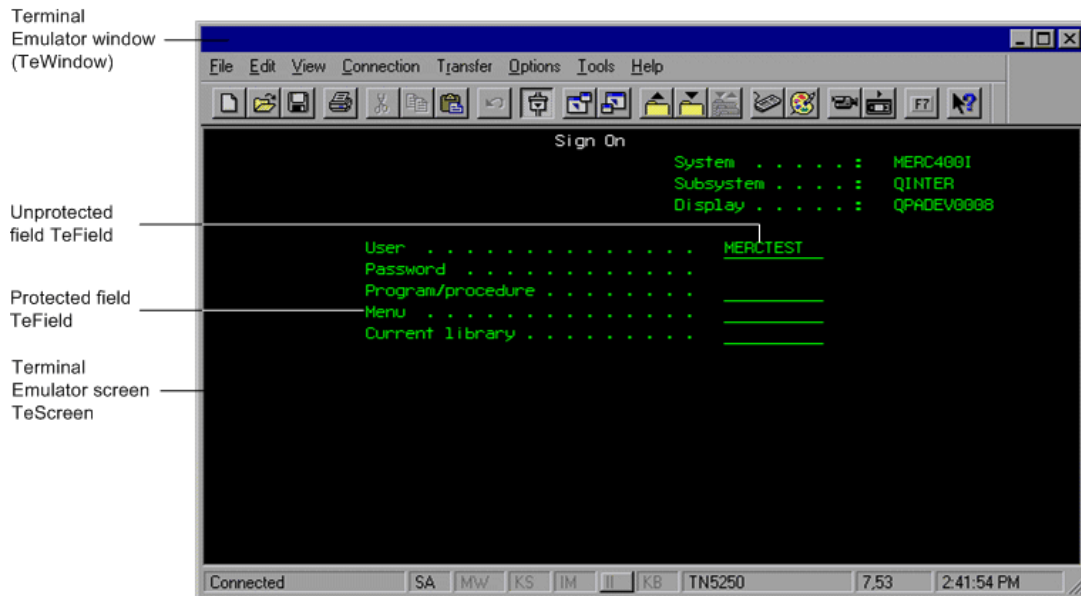 Terminal
Emulator window
(TeWindow)
File Edit View Connection Transfer Options Tools Help
F7
Sign On
System . . . . . : MERC400I
Subsystem . . . . : QINTER
Display . . . . . : QPADEV0008
Unprotected
field TeField
User . . . . . . . . . . . . . . MERCTEST
Password . . . . . . . . . . . .
Program/procedure . . . . . . . .
Protected field
TeField
Menu . . . . . . . . . . . . . .
Current library . . . . . . . . .
Terminal
Emulator screen
TeScreen
Connected SA MW KS IM II KB TN5250 7,53 2:41:54 PM